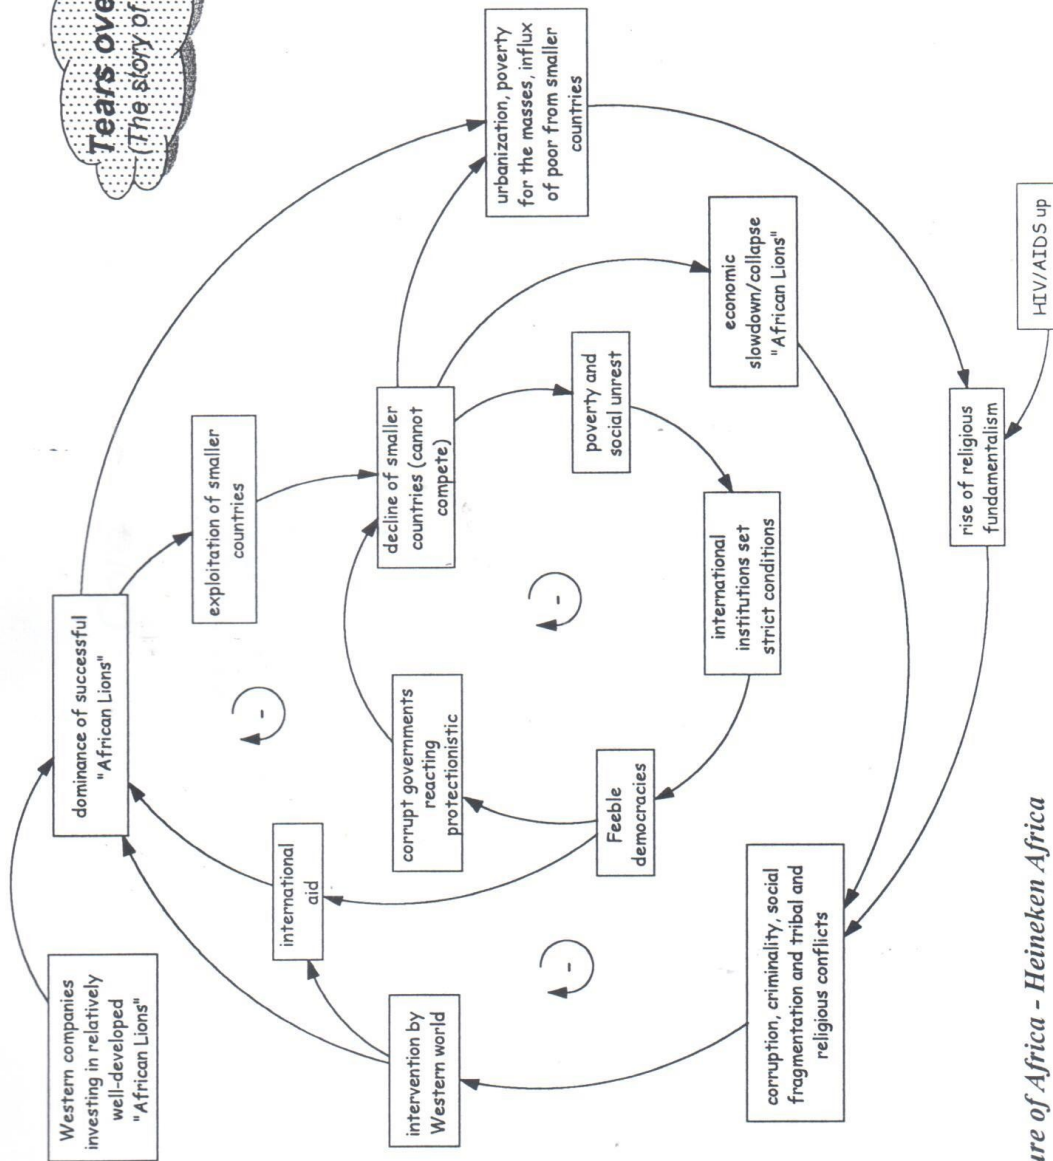 Western companies
investing in relatively
well-developed
"African Lions"
dominance of successful
"African Lions"
Tears ove
(The story of
exploitation of smaller
countries
international
aid
intervention by
Western world
corrupt governments
reacting
protectionistic
decline of smaller
countries (cannot
compete)
urbanization, poverty
for the masses, influx
of poor from smaller
countries
-
-
-
Feeble
democracies
poverty and
social unrest
international
institutions set
strict conditions
economic
slowdown/collapse
"African Lions"
corruption, criminality, social
fragmentation and tribal and
religious conflicts
rise of religious
fundamentalism
HIV/AIDS up
ure of Africa - Heineken Africa